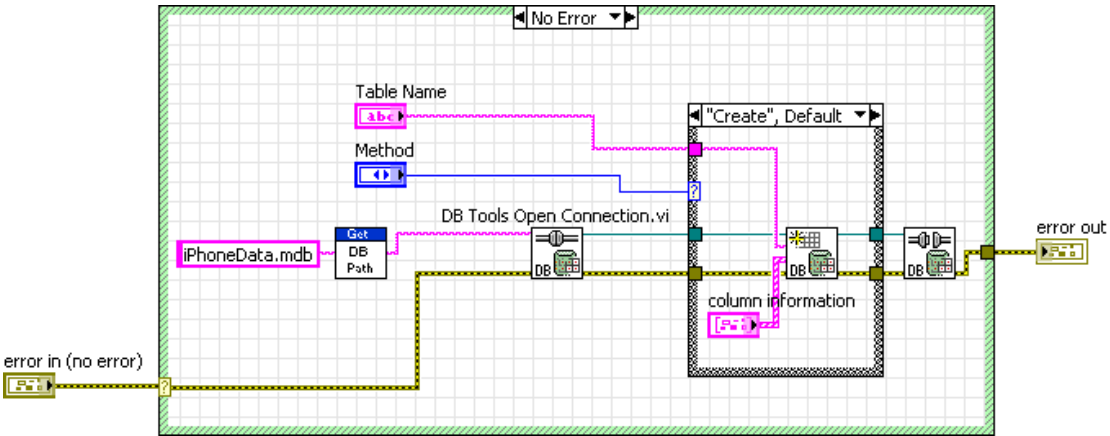 No Error
Table Name
abc
"Create", Default
Method
?
DB Tools Open Connection.vi
iPhoneData.mdb
Get
DB
Path
DB
DB
DB
error out
column information
error in (no error)
?